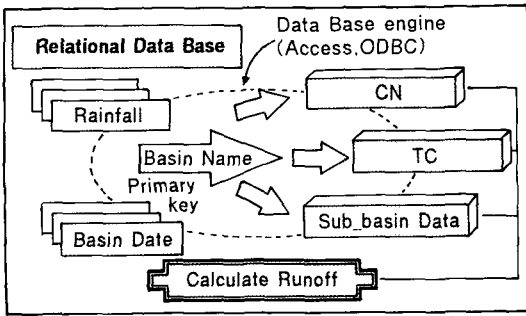 Relational Data Base
Data Base engine
(Access,ODBC)
Rainfall
CN
Basin Name
TC
Primary
key
Basin Date
Sub_basin Data
Calculate Runoff